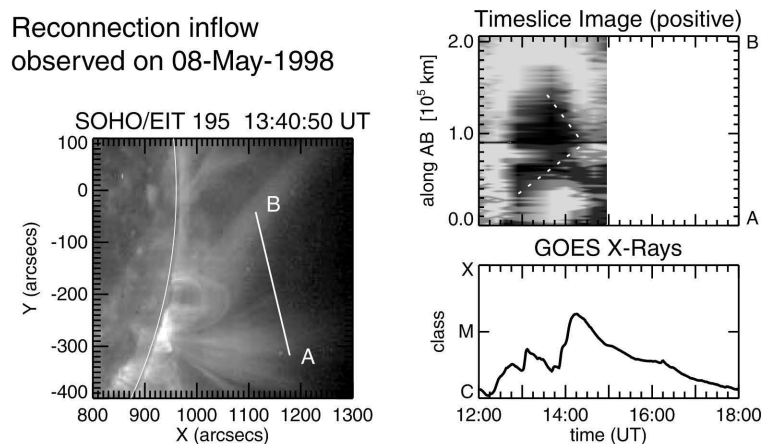 Reconnection inflow
observed on 08-May-1998
SOHO/EIT 195 13:40:50 UT
100
0
-100
-200
-300
-400
Y (arcsecs)
B
A
800 900 1000 1100 1200 1300
X (arcsecs)
Timeslice Image (positive)
2.0
1.0
0.0
along AB [10⁵ km]
B
A
GOES X-Rays
X
M
C
class
12:00 14:00 16:00 18:00
time (UT)